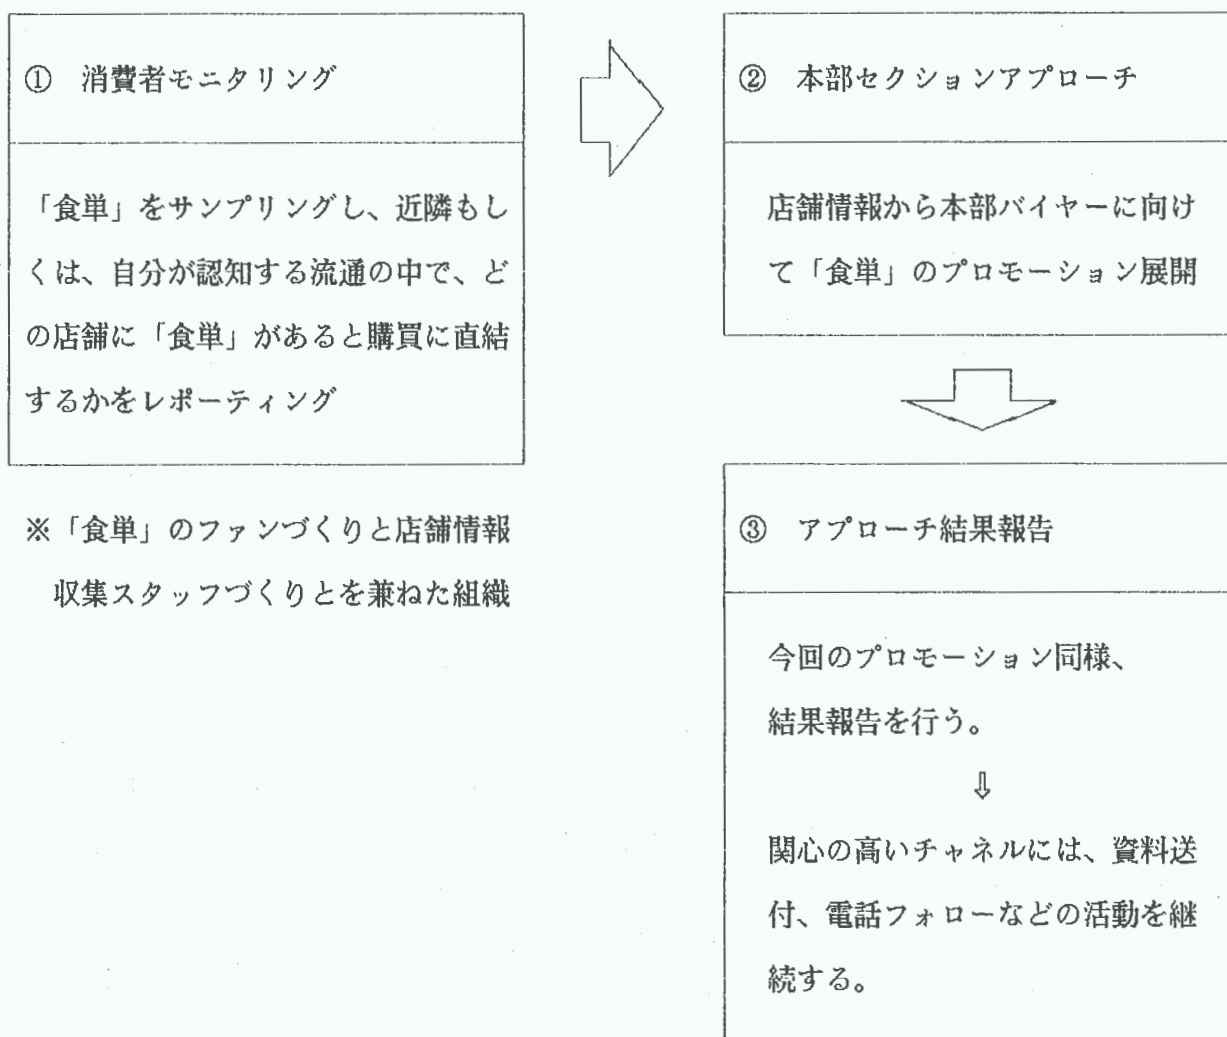 ① 消費者モニタリング
「食単」をサンプリングし、近隣もし
くは、自分が認知する流通の中で、ど
の店舗に「食単」があると購買に直結
するかをレポーティング
※「食単」のファンづくりと店舗情報
収集スタッフづくりとを兼ねた組織
② 本部セクションアプローチ
店舗情報から本部バイヤーに向け
て「食単」のプロモーション展開
③ アプローチ結果報告
今回のプロモーション同様、
結果報告を行う。
⇩
関心の高いチャネルには、資料送
付、電話フォローなどの活動を継
続する。